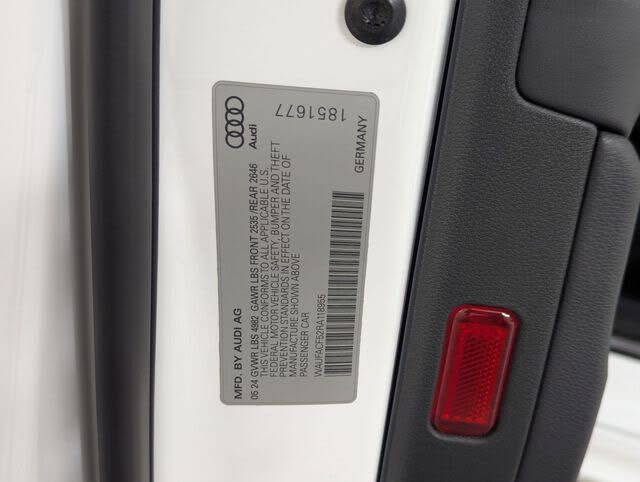 Audi
1851677
MFD. BY AUDI AG
GERMANY
05 24 GVWR LBS 4982 GAWR LBS FRONT 2535 /REAR 2646
THIS VEHICLE CONFORMS TO ALL APPLICABLE U.S.
FEDERAL MOTOR VEHICLE SAFETY, BUMPER AND THEFT
PREVENTION STANDARDS IN EFFECT ON THE DATE OF
MANUFACTURE SHOWN ABOVE
PASSENGER CAR
WAUFACF52RA118955